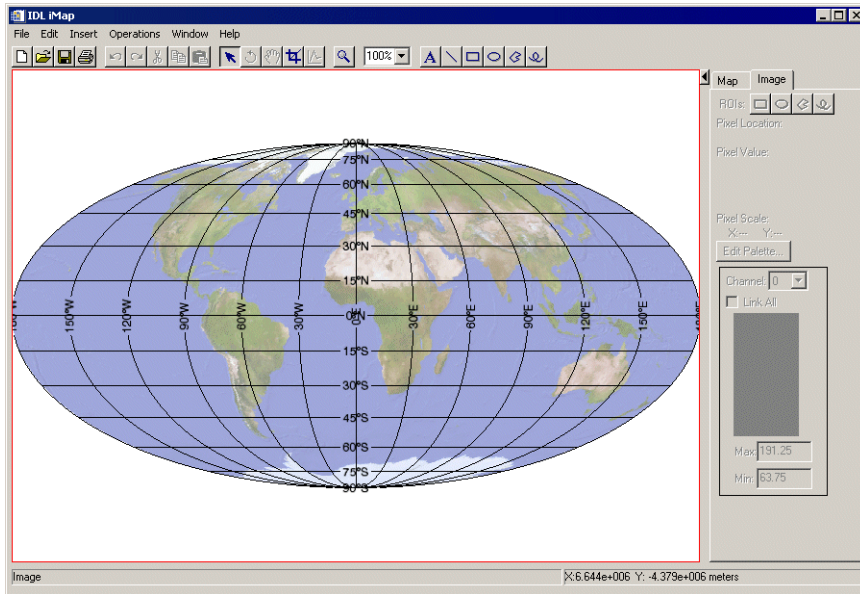 IDL iMap
File Edit Insert Operations Window Help
100%
A
Map Image
ROIs:
Pixel Location:
Pixel Value:
Pixel Scale:
X:--- Y:---
Edit Palette...
Channel: 0
Link All
Max: 191.25
Min: 63.75
90°N
75°N
60°N
45°N
30°N
15°N
150°W 120°W 90°W 60°W 30°W 0°N 0°E 30°E 60°E 90°E 120°E 150°E
15°S
30°S
45°S
60°S
75°S
90°S
Image X:6.644e+006 Y: -4.379e+006 meters